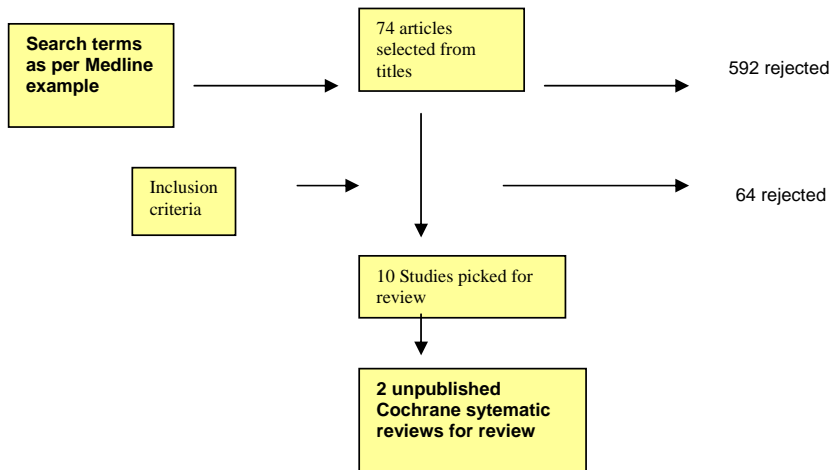 Search terms
as per Medline
example
74 articles
selected from
titles
592 rejected
Inclusion
criteria
64 rejected
10 Studies picked for
review
2 unpublished
Cochrane sytematic
reviews for review